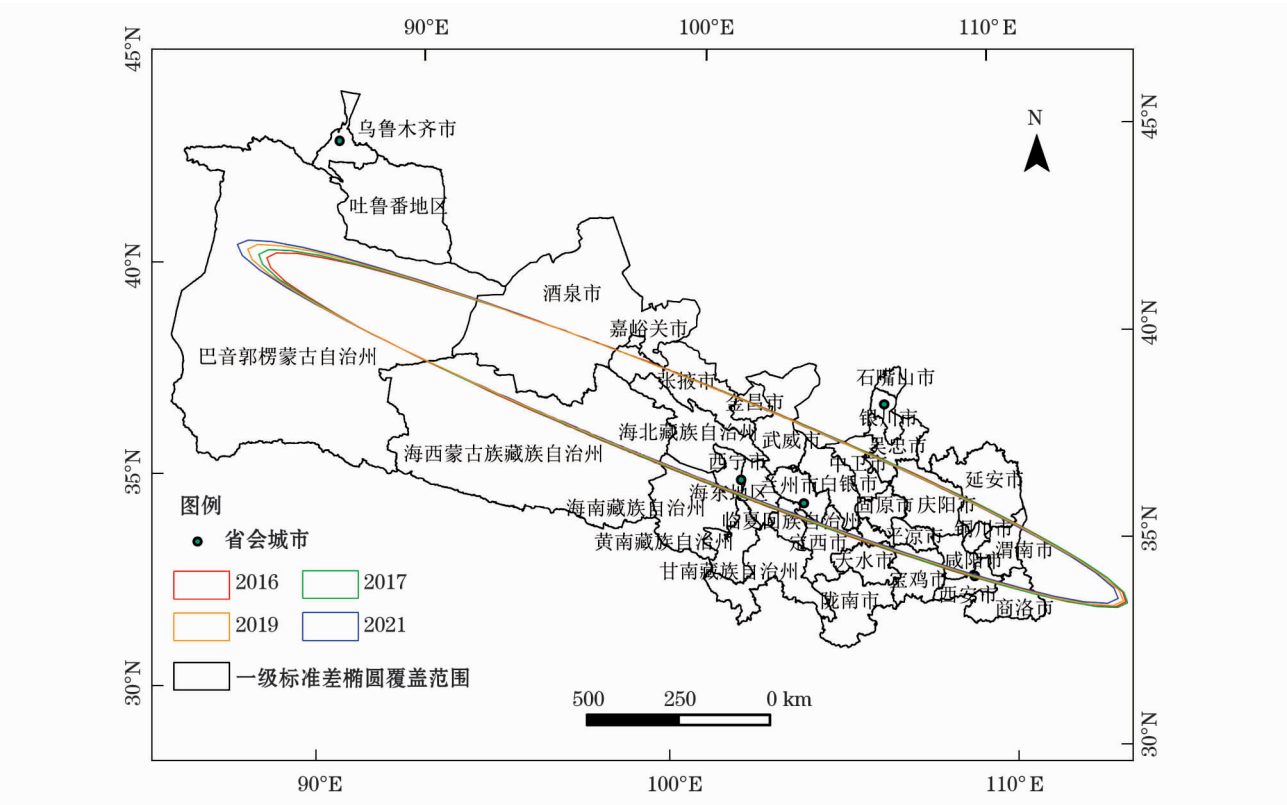 90°E 100°E 110°E
45°N
45°N
N
乌鲁木齐市
吐鲁番地区
40°N
酒泉市
嘉峪关市
40°N
巴音郭楞蒙古自治州
石嘴山市
张掖市
金昌市
银川市
海北藏族自治州
武威市
吴忠市
海西蒙古族藏族自治州
西宁市
中卫市
35°N
延安市
兰州市
白银市
海东地区
图例
海南藏族自治州
固原市
庆阳市
临夏回族自治州
铜川市
35°N
省会城市
黄南藏族自治州
定西市
平凉市
渭南市
天水市
咸阳市
甘南藏族自治州
2016 2017
宝鸡市
西安市
陇南市
商洛市
2019 2021
一级标准差椭圆覆盖范围
30°N
500 250 0 km
30°N
90°E 100°E 110°E